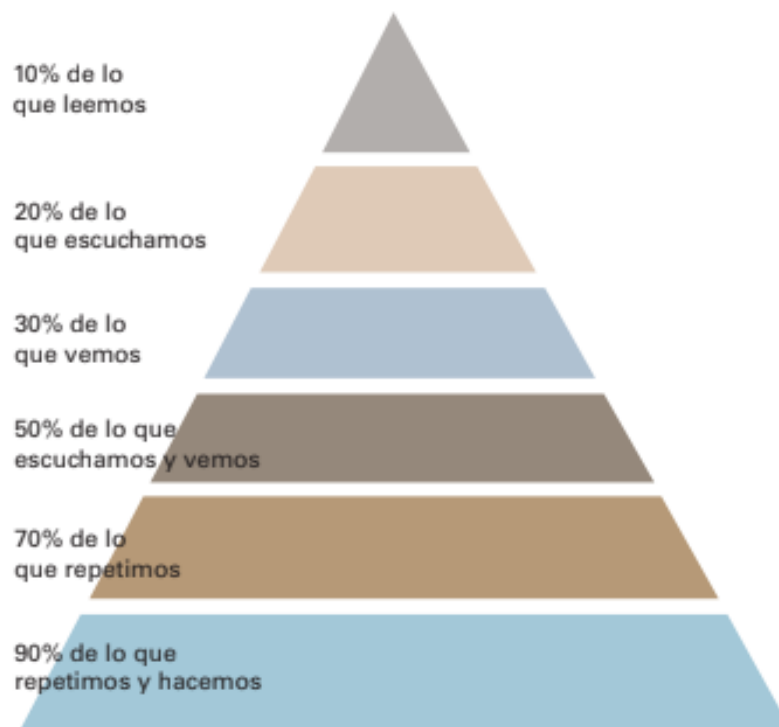 10% de lo
que leemos
20% de lo
que escuchamos
30% de lo
que vemos
50% de lo que
escuchamos y vemos
70% de lo
que repetimos
90% de lo que
repetimos y hacemos